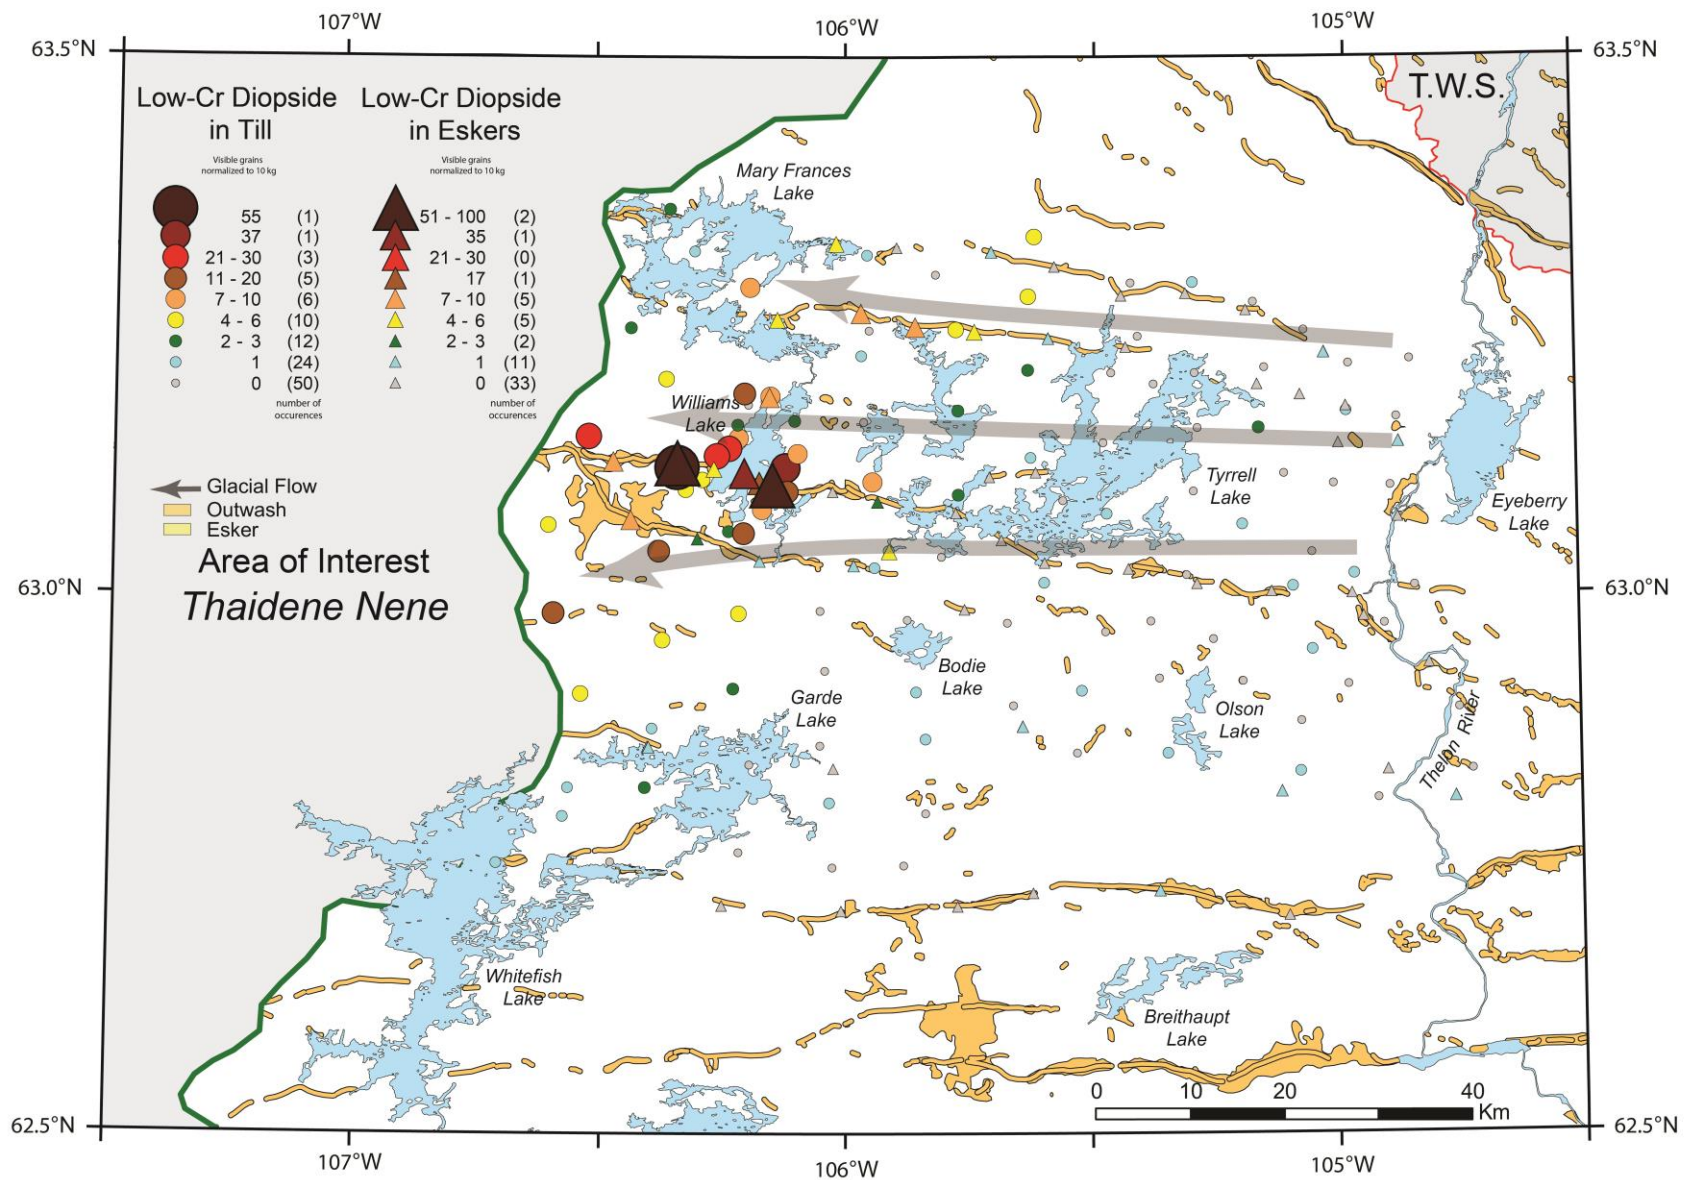 107°W
106°W
105°W
63.5°N
63.5°N
T.W.S.
Low-Cr Diopside
in Till
Visible grains
normalized to 10 kg
55 (1)
37 (1)
21 - 30 (3)
11 - 20 (5)
7 - 10 (6)
4 - 6 (10)
2 - 3 (12)
1 (24)
0 (50)
number of
occurences
Low-Cr Diopside
in Eskers
Visible grains
normalized to 10 kg
51 - 100 (2)
35 (1)
21 - 30 (0)
17 (1)
7 - 10 (5)
4 - 6 (5)
2 - 3 (2)
1 (11)
0 (33)
number of
occurences
Mary Frances
Lake
Williams
Lake
Tyrrell
Lake
Eyeberry
Lake
Glacial Flow
Outwash
Esker
Area of Interest
Thaidene Nene
63.0°N
63.0°N
Bodie
Lake
Garde
Lake
Olson
Lake
Thelon River
Whitefish
Lake
Breithaupt
Lake
0 10 20 40
Km
62.5°N
62.5°N
107°W
106°W
105°W